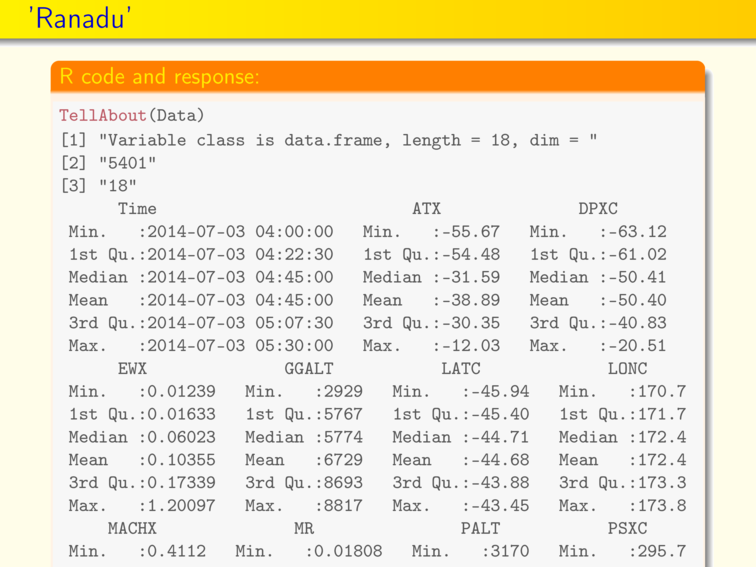 'Ranadu'
R code and response:
TellAbout(Data)
[1] "Variable class is data.frame, length = 18, dim = "
[2] "5401"
[3] "18"
Time ATX DPXC
Min. :2014-07-03 04:00:00 Min. :-55.67 Min. :-63.12
1st Qu.:2014-07-03 04:22:30 1st Qu.:-54.48 1st Qu.:-61.02
Median :2014-07-03 04:45:00 Median :-31.59 Median :-50.41
Mean :2014-07-03 04:45:00 Mean :-38.89 Mean :-50.40
3rd Qu.:2014-07-03 05:07:30 3rd Qu.:-30.35 3rd Qu.:-40.83
Max. :2014-07-03 05:30:00 Max. :-12.03 Max. :-20.51
EWX GGALT LATC LONC
Min. :0.01239 Min. :2929 Min. :-45.94 Min. :170.7
1st Qu.:0.01633 1st Qu.:5767 1st Qu.:-45.40 1st Qu.:171.7
Median :0.06023 Median :5774 Median :-44.71 Median :172.4
Mean :0.10355 Mean :6729 Mean :-44.68 Mean :172.4
3rd Qu.:0.17339 3rd Qu.:8693 3rd Qu.:-43.88 3rd Qu.:173.3
Max. :1.20097 Max. :8817 Max. :-43.45 Max. :173.8
MACHX MR PALT PSXC
Min. :0.4112 Min. :0.01808 Min. :3170 Min. :295.7